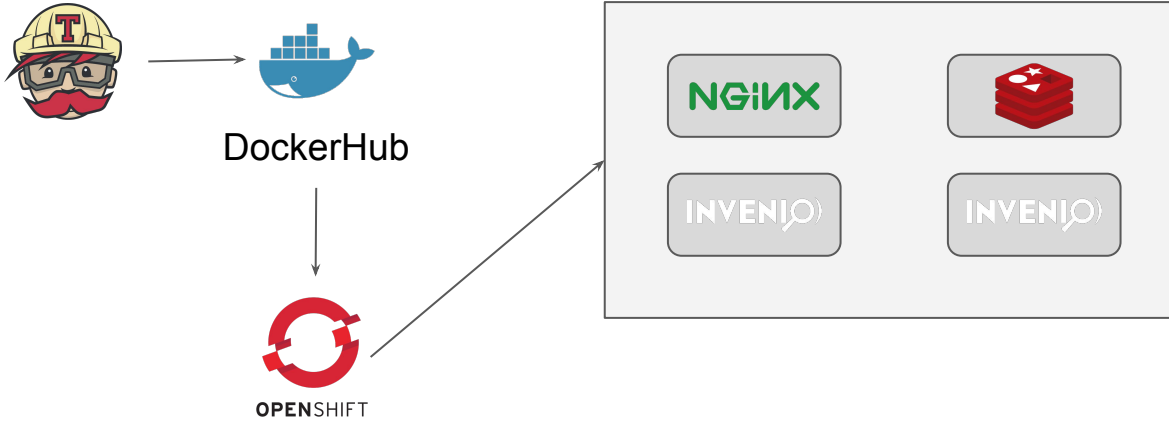 T
NGINX
DockerHub
INVENIO
INVENIO
OPENSHIFT